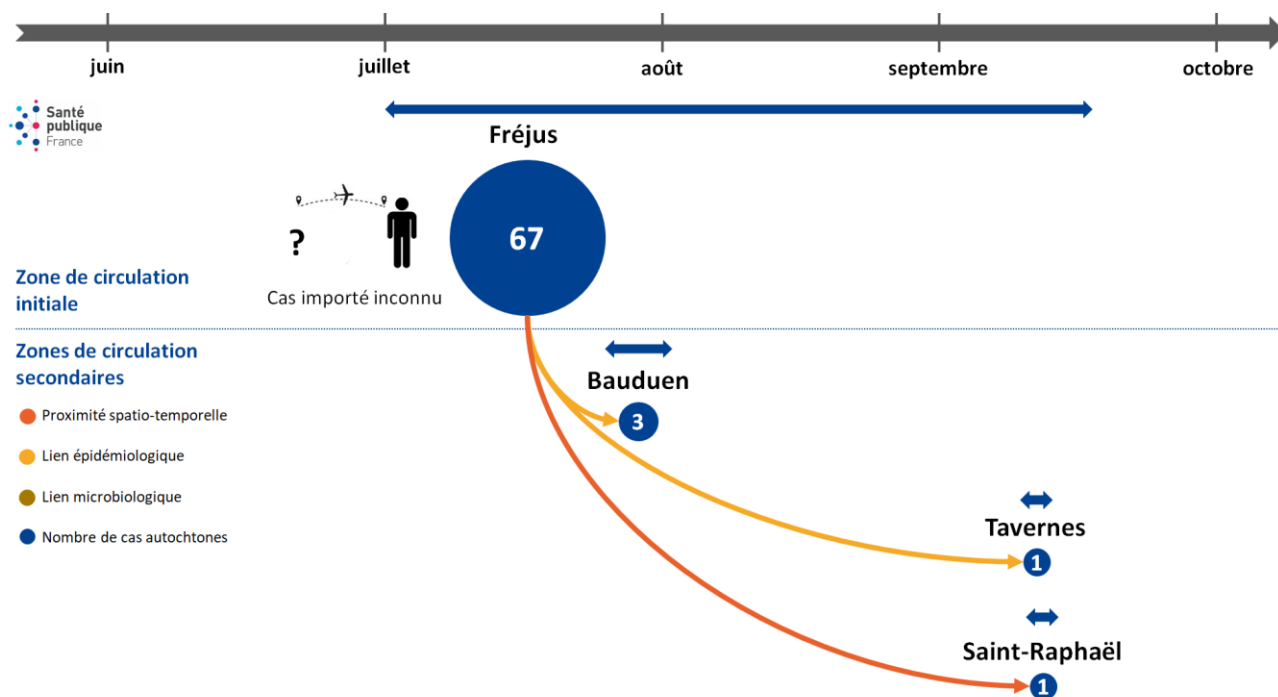 juin
juillet
août
septembre
octobre
Santé
publique
France
Fréjus
67
?
Cas importé inconnu
Zone de circulation
initiale
Zones de circulation
secondaires
Proximité spatio-temporelle
Lien épidémiologique
Lien microbiologique
Nombre de cas autochtones
Bauduen
3
Tavernes
1
Saint-Raphaël
1